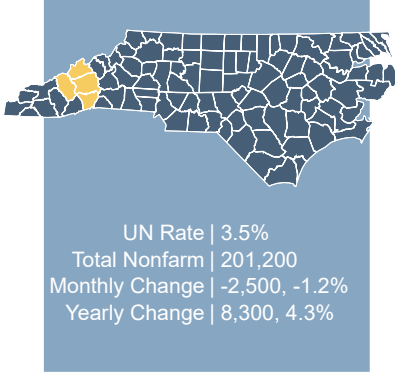 UN Rate | 3.5%
Total Nonfarm | 201,200
Monthly Change | -2,500, -1.2%
Yearly Change | 8,300, 4.3%